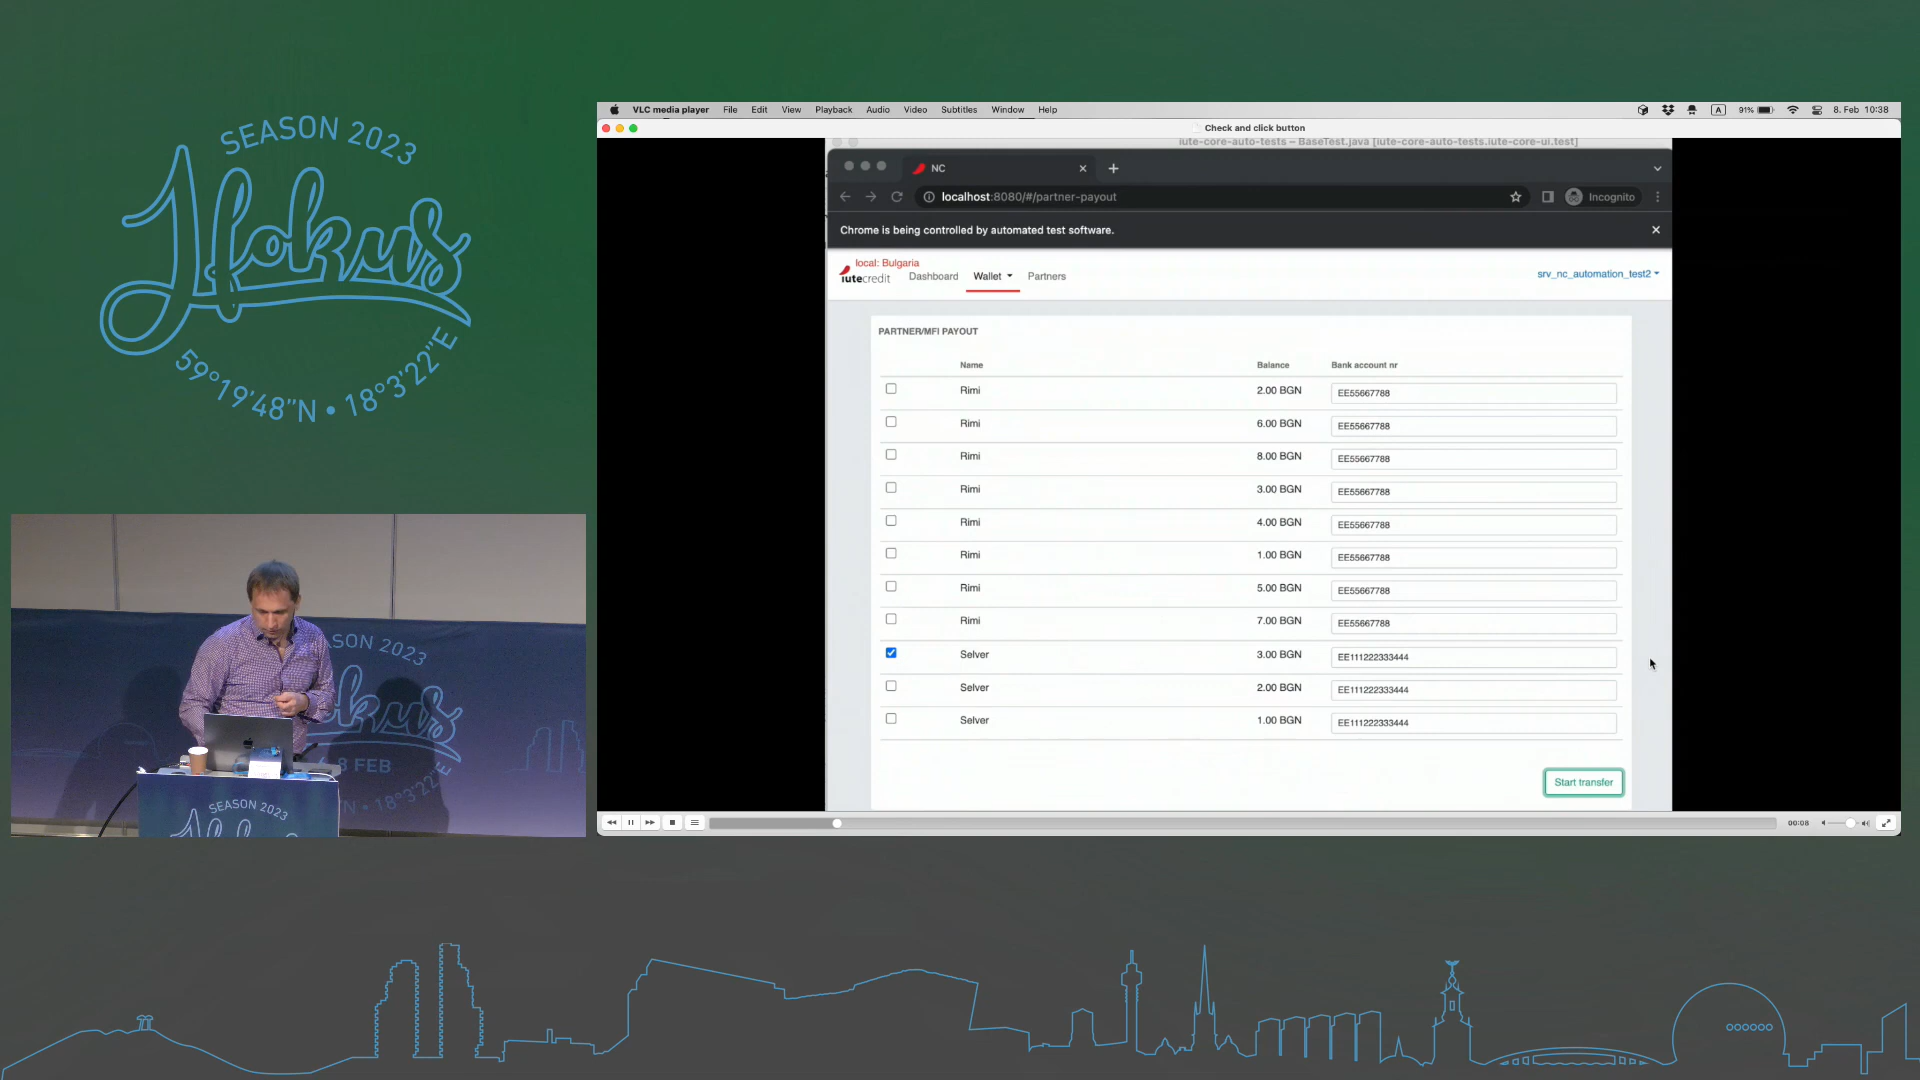 SEASON 2023
Jfokus
59°19'48"N • 18°3'22"E
VLC media player File Edit View Playback Audio Video Subtitles Window Help
A 91% 8. Feb 10:38
Check and click button
iute-core-auto-tests – BaseTest.java [iute-core-auto-tests.iute-core-ui.test]
NC
localhost:8080/#/partner-payout
Incognito
Chrome is being controlled by automated test software.
local: Bulgaria
iutecredit
Dashboard Wallet Partners
srv_nc_automation_test2
PARTNER/MFI PAYOUT
Name Balance Bank account nr
Rimi 2.00 BGN EE55667788
Rimi 6.00 BGN EE55667788
Rimi 8.00 BGN EE55667788
Rimi 3.00 BGN EE55667788
Rimi 4.00 BGN EE55667788
Rimi 1.00 BGN EE55667788
Rimi 5.00 BGN EE55667788
Rimi 7.00 BGN EE55667788
Selver 3.00 BGN EE111222333444
Selver 2.00 BGN EE111222333444
Selver 1.00 BGN EE111222333444
Start transfer
00:08
SON 2023
okus
8 FEB
18°3'22"E
SEASON 2023